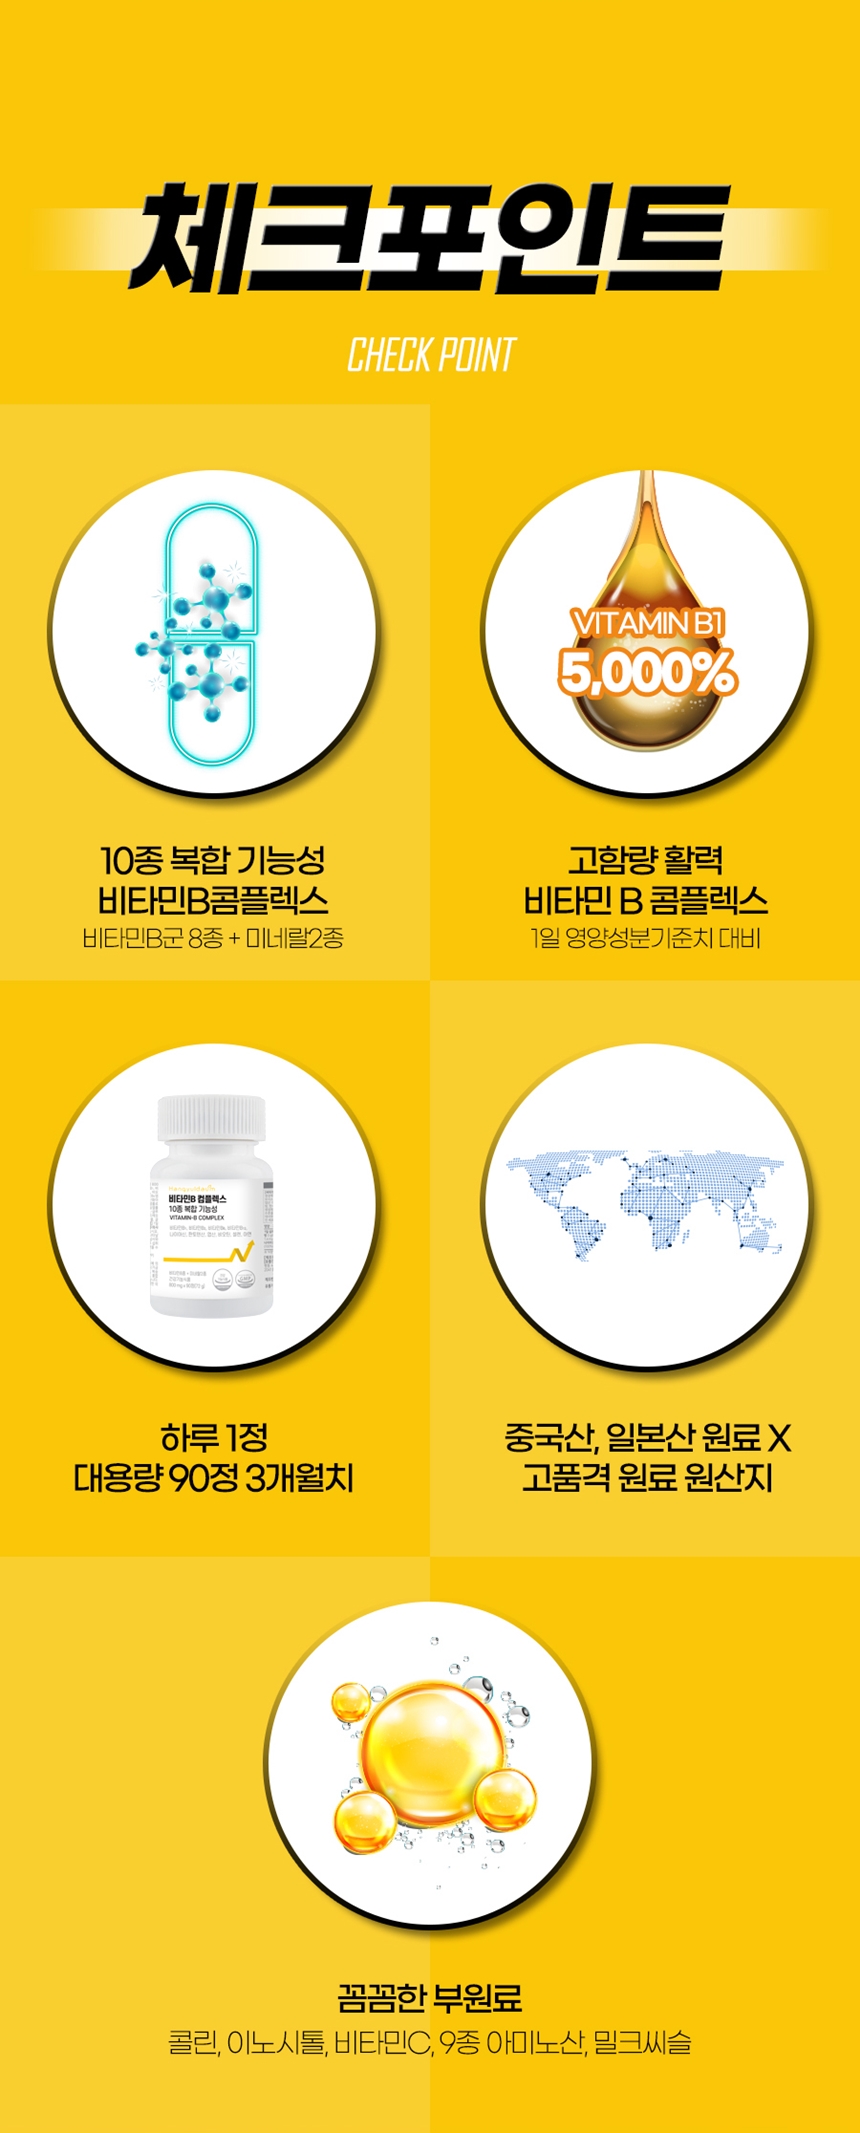 체크포인트
CHECK POINT
10종 복합 기능성
비타민B콤플렉스
비타민B군 8종 + 미네랄2종
VITAMIN B1
5,000%
고함량 활력
비타민 B 콤플렉스
1일 영양성분기준치 대비
비타민B 컴플렉스
10종 복합 기능성
VITAMIN-B COMPLEX
하루 1정
대용량 90정 3개월치
중국산, 일본산 원료 X
고품격 원료 원산지
꼼꼼한 부원료
콜린, 이노시톨, 비타민C, 9종 아미노산, 밀크씨슬